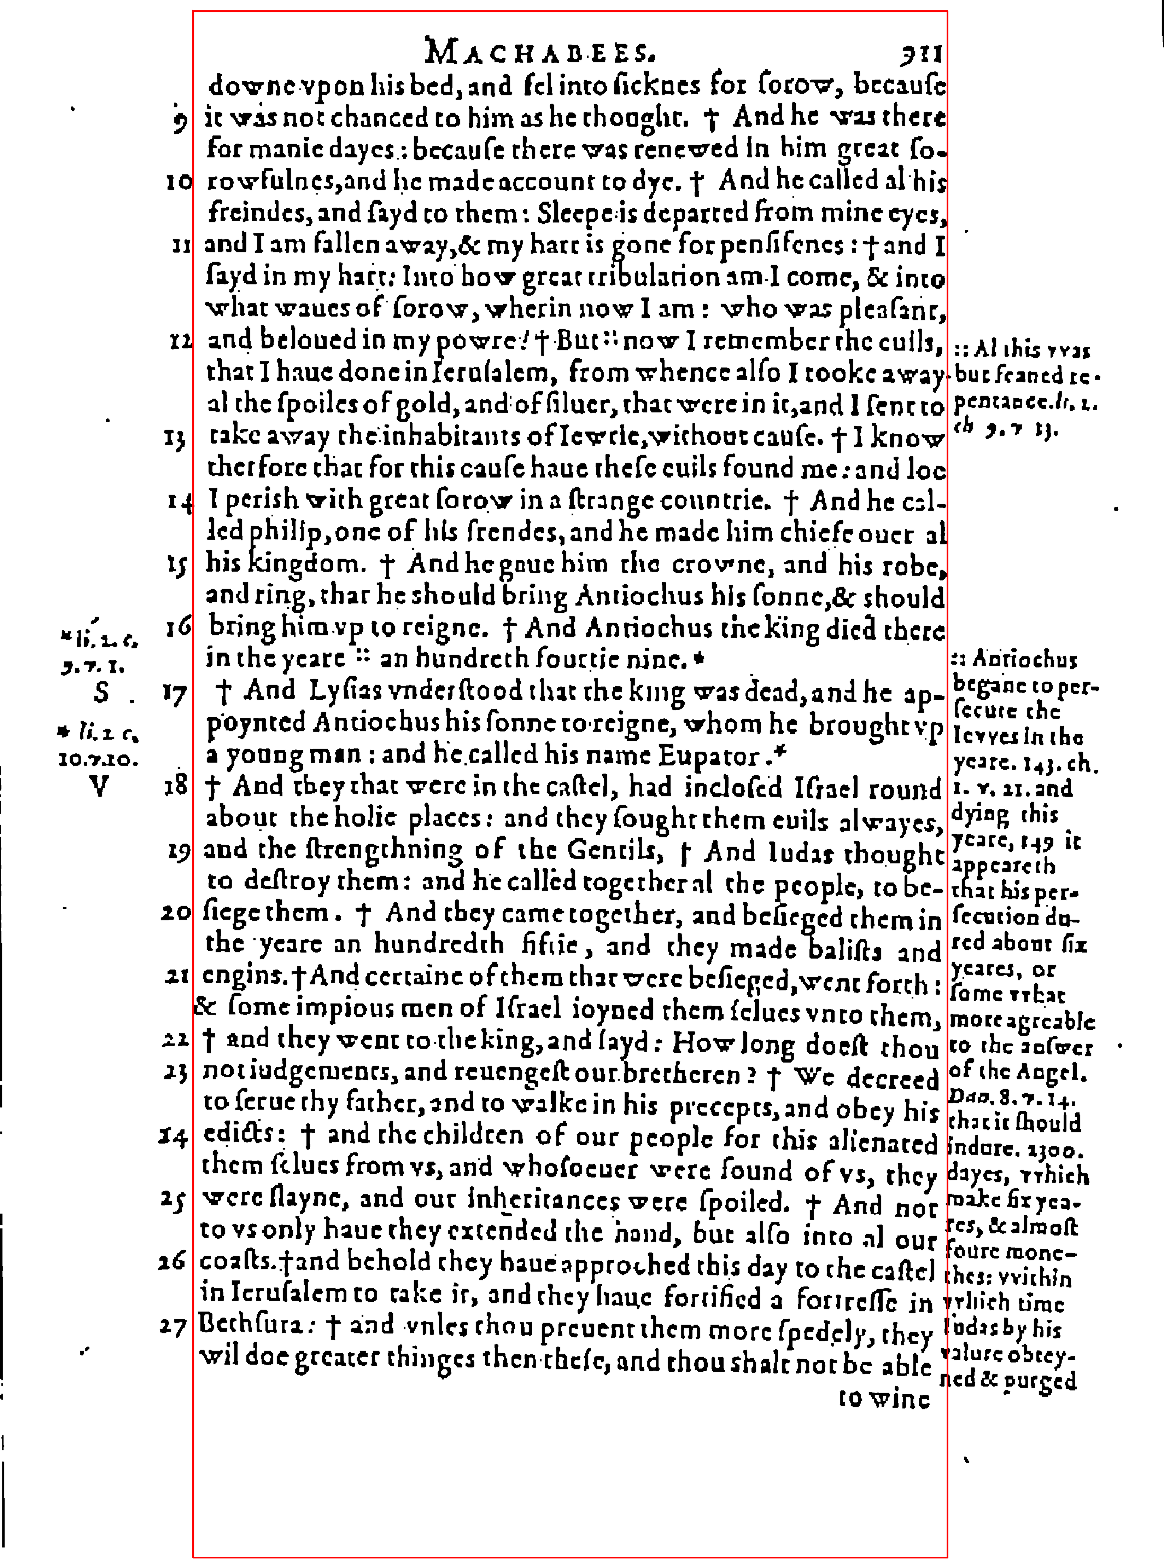 MACHABEES. 911
downe vpon his bed, and fel into ſicknes for ſorow, becauſe
9 it was not chanced to him as he thought. † And he was there
for manie dayes: becauſe there was renewed in him great ſo-
10 rowfulnes, and he made account to dye. † And he called al his
freindes, and ſayd to them: Sleepe is departed from mine eyes,
11 and I am fallen away, & my hart is gone for penſifenes: † and I
ſayd in my hart: Into how great tribulation am I come, & into
what waues of ſorow, wherin now I am: who was pleaſant,
12 and beloued in my powre! † But :: now I remember the euils,
that I haue done in Ieruſalem, from whence alſo I tooke away
al the ſpoiles of gold, and of ſiluer, that were in it, and I ſent to
13 take away the inhabitants of Iewrie, without cauſe. † I know
therfore that for this cauſe haue theſe euils found me: and loe
14 I perish with great ſorow in a ſtrange countrie. † And he cal-
led philip, one of his frendes, and he made him chiefe ouer al
15 his kingdom. † And he gaue him the crowne, and his robe,
and ring, that he should bring Antiochus his ſonne, & should
16 bring him vp to reigne. † And Antiochus the king died there
in the yeare :: an hundreth fourtie nine. *
17 † And Lyſias vnderſtood that the king was dead, and he ap-
poynted Antiochus his ſonne to reigne, whom he brought vp
a young man: and he called his name Eupator. *
18 † And they that were in the caſtel, had incloſed Iſrael round
about the holie places: and they ſought them euils alwayes,
19 and the ſtrengthning of the Gentils, † And Iudas thought
to deſtroy them: and he called together al the people, to be-
20 ſiege them. † And they came together, and beſieged them in
the yeare an hundredth fiftie, and they made baliſts and
21 engins. † And certaine of them that were beſieged, went forth:
& ſome impious men of Iſrael ioyned them ſelues vnto them,
22 † and they went to the king, and ſayd: How long doeſt thou
23 not iudgements, and reuengeſt our bretheren? † We decreed
to ſerue thy father, and to walke in his precepts, and obey his
24 edicts: † and the children of our people for this alienated
them ſelues from vs, and whoſoeuer were found of vs, they
25 were ſlayne, and our inheritances were ſpoiled. † And not
to vs only haue they extended the hand, but alſo into al our
26 coaſts. † and behold they haue approched this day to the caſtel
in Ieruſalem to take it, and they haue fortified a fortreſſe in
27 Bethſura: † and vnles thou preuent them more ſpedely, they
wil doe greater thinges then theſe, and thou shalt not be able
to wine
*li. 2. c.
9. v. 1.
S
* li. 2 c.
10. v. 10.
V
:: Al this vvas
but feaned re-
pentance. li. 2.
ch 9. v 13.
:: Antiochus
begane to per-
ſecute the
Ievves in the
yeare. 143. ch.
1. v. 21. and
dying this
yeare, 149 it
appeareth
that his per-
ſecution du-
red about ſix
yeares, or
ſome vvhat
more agreable
to the anſwer
of the Angel.
Dan. 8. v. 14.
that it ſhould
indure. 2300.
dayes, vvhich
make ſix yea-
res, & almoſt
foure mone-
thes: vvithin
vvhich time
Iudas by his
valure obtey-
ned & purged